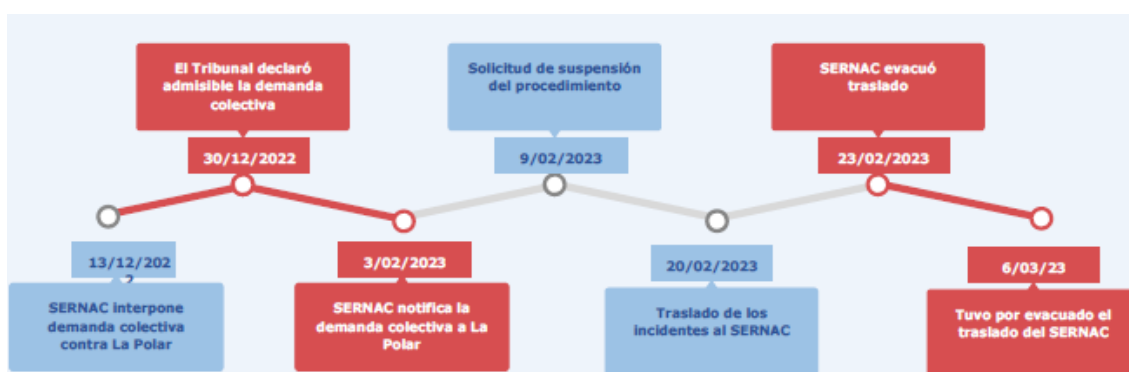 El Tribunal declaró
admisible la demanda
colectiva
30/12/2022
Solicitud de suspensión
del procedimiento
9/02/2023
SERNAC evacuó
traslado
23/02/2023
13/12/202
2
SERNAC interpone
demanda colectiva
contra La Polar
3/02/2023
SERNAC notifica la
demanda colectiva a La
Polar
20/02/2023
Traslado de los
incidentes al SERNAC
6/03/23
Tuvo por evacuado el
traslado del SERNAC